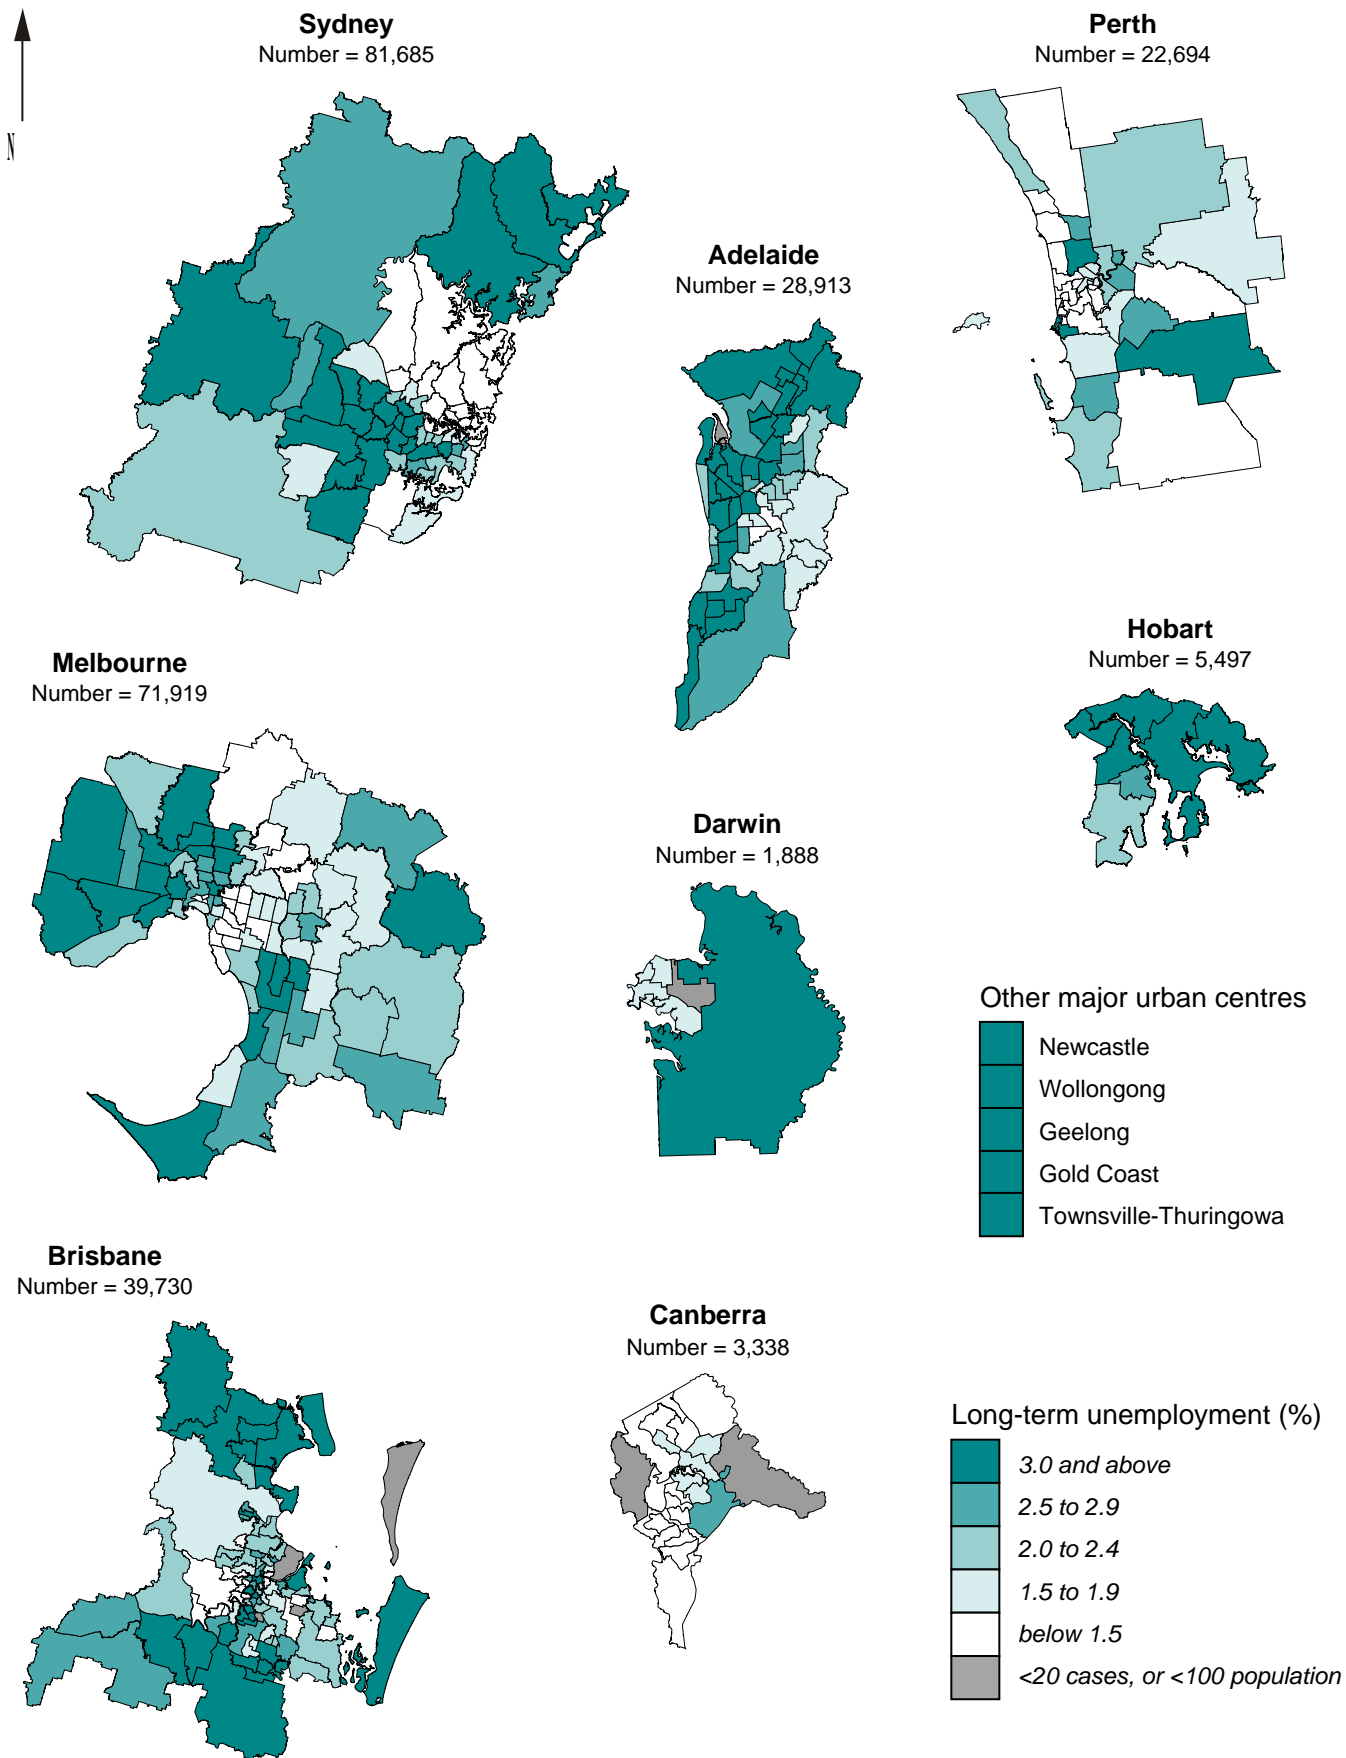 Sydney
Number = 81,685
Perth
Number = 22,694
N
Adelaide
Number = 28,913
Hobart
Number = 5,497
Melbourne
Number = 71,919
Darwin
Number = 1,888
Other major urban centres
Newcastle
Wollongong
Geelong
Gold Coast
Townsville-Thuringowa
Brisbane
Number = 39,730
Canberra
Number = 3,338
Long-term unemployment (%)
3.0 and above
2.5 to 2.9
2.0 to 2.4
1.5 to 1.9
below 1.5
<20 cases, or <100 population